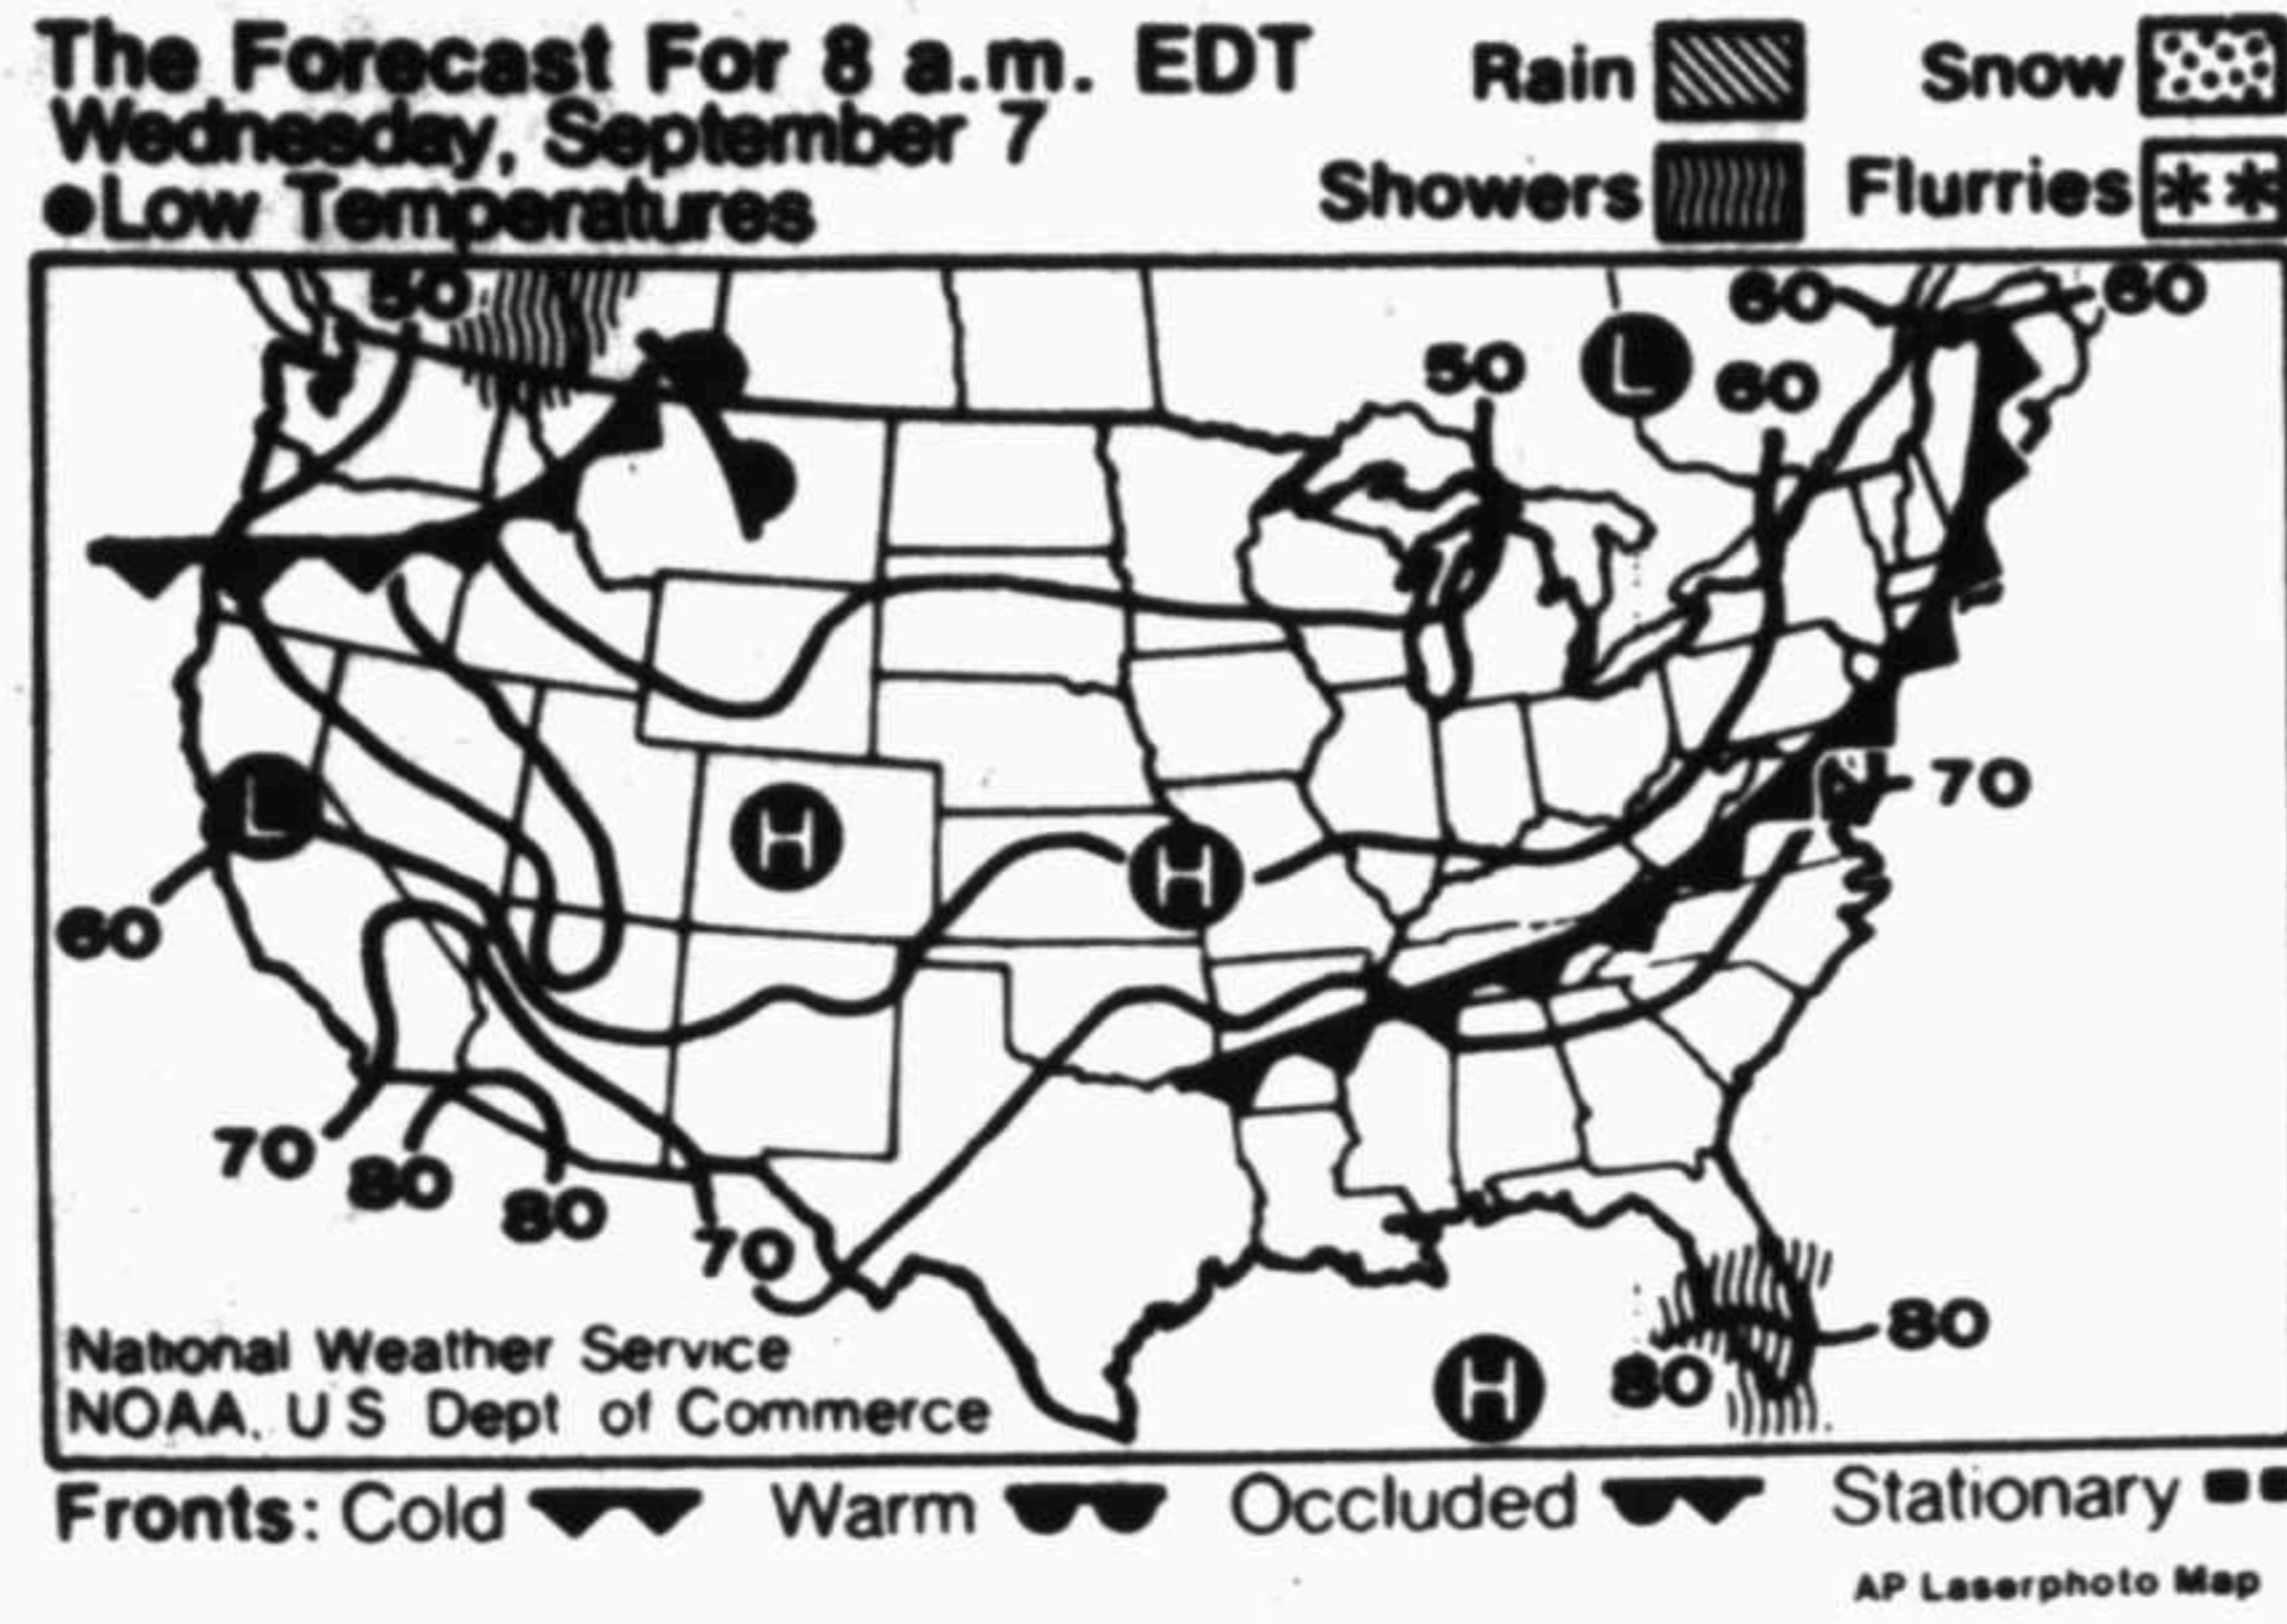 The Forecast For 8 a.m. EDT
Wednesday, September 7
●Low Temperatures
Rain
Snow
Showers
Flurries
50
60
60
50
L
60
L
H
H
70
60
70
80
80
70
80
H
80
National Weather Service
NOAA, U S Dept of Commerce
Fronts: Cold
Warm
Occluded
Stationary
AP Laserphoto Map